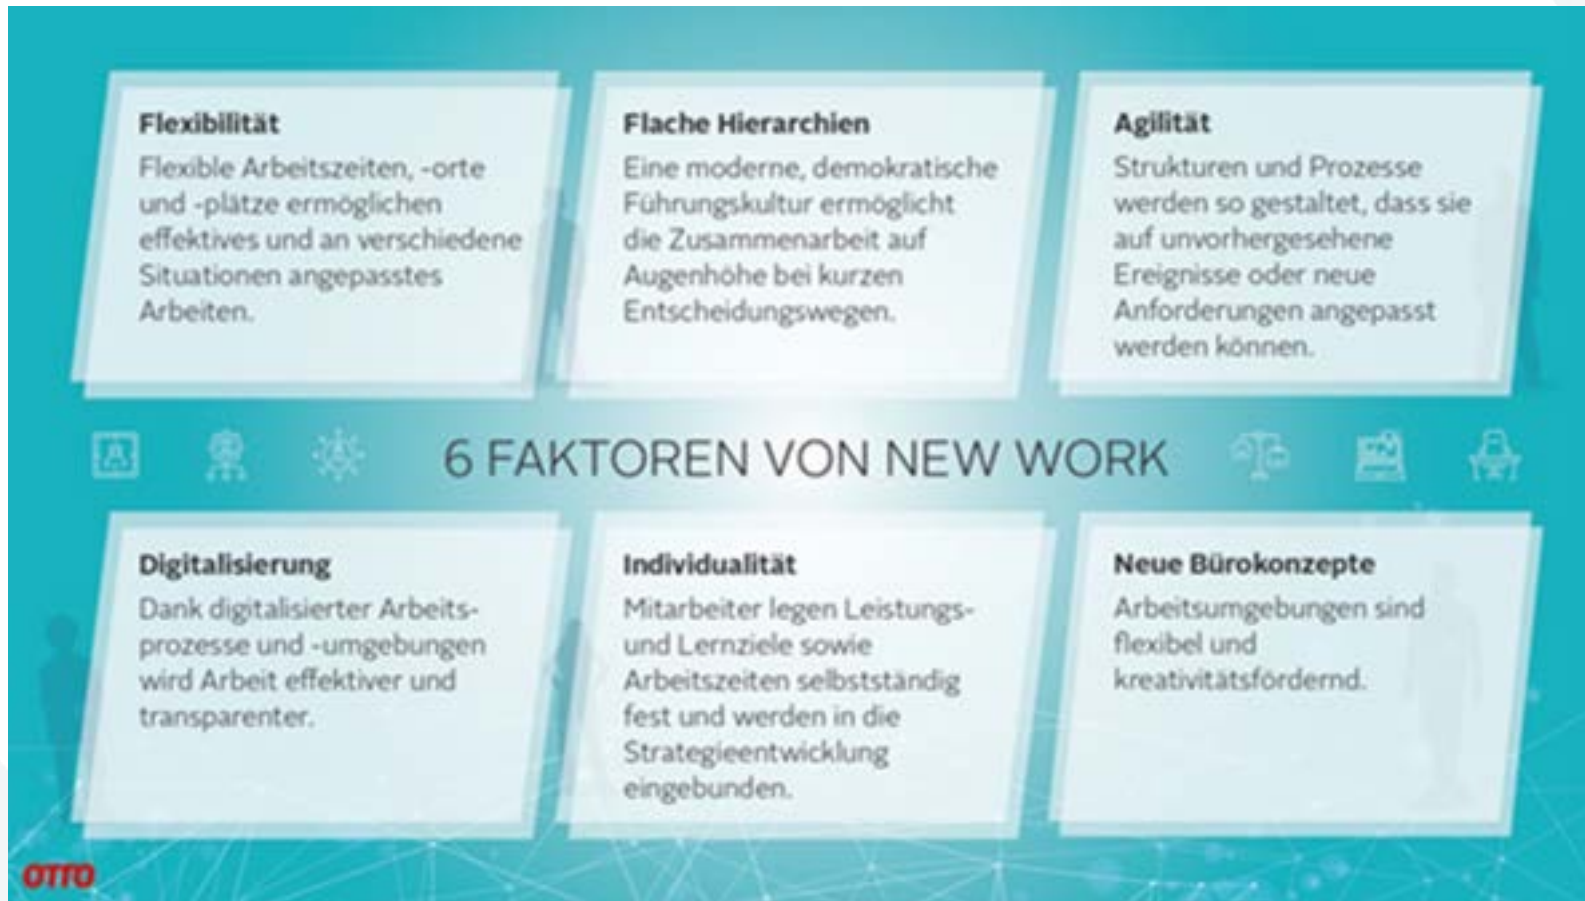 Flexibilität
Flexible Arbeitszeiten, -orte
und -plätze ermöglichen
effektives und an verschiedene
Situationen angepasstes
Arbeiten.
Flache Hierarchien
Eine moderne, demokratische
Führungskultur ermöglicht
die Zusammenarbeit auf
Augenhöhe bei kurzen
Entscheidungswegen.
Agilität
Strukturen und Prozesse
werden so gestaltet, dass sie
auf unvorhergesehene
Ereignisse oder neue
Anforderungen angepasst
werden können.
6 FAKTOREN VON NEW WORK
Digitalisierung
Dank digitalisierter Arbeits-
prozesse und -umgebungen
wird Arbeit effektiver und
transparenter.
Individualität
Mitarbeiter legen Leistungs-
und Lernziele sowie
Arbeitszeiten selbstständig
fest und werden in die
Strategieentwicklung
eingebunden.
Neue Bürokonzepte
Arbeitsumgebungen sind
flexibel und
kreativitätsfördernd.
OTTO